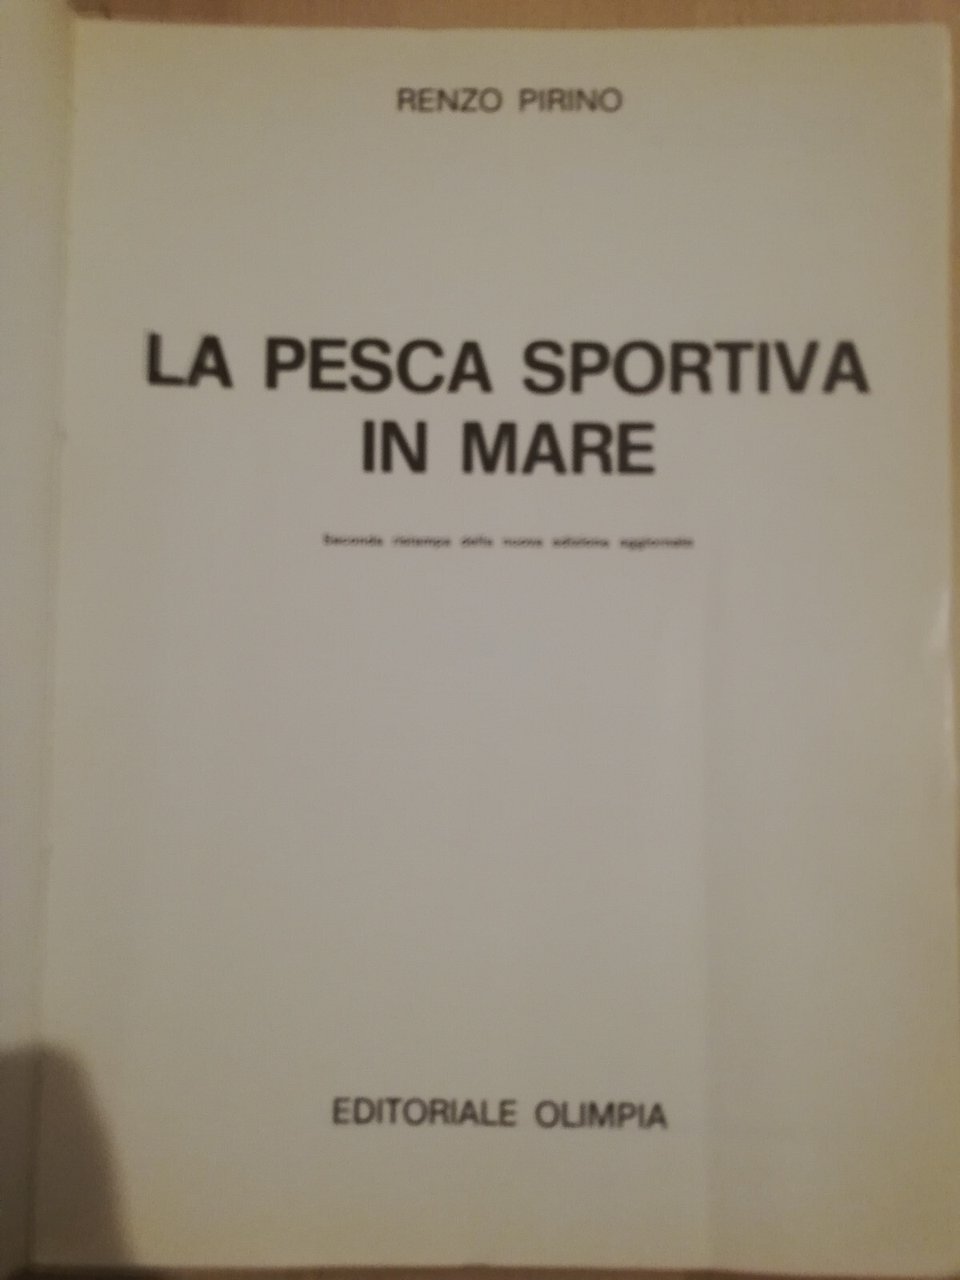 RENZO PIRINO
LA PESCA SPORTIVA
IN MARE
Seconda ristampa della nuova edizione aggiornata
EDITORIALE OLIMPIA